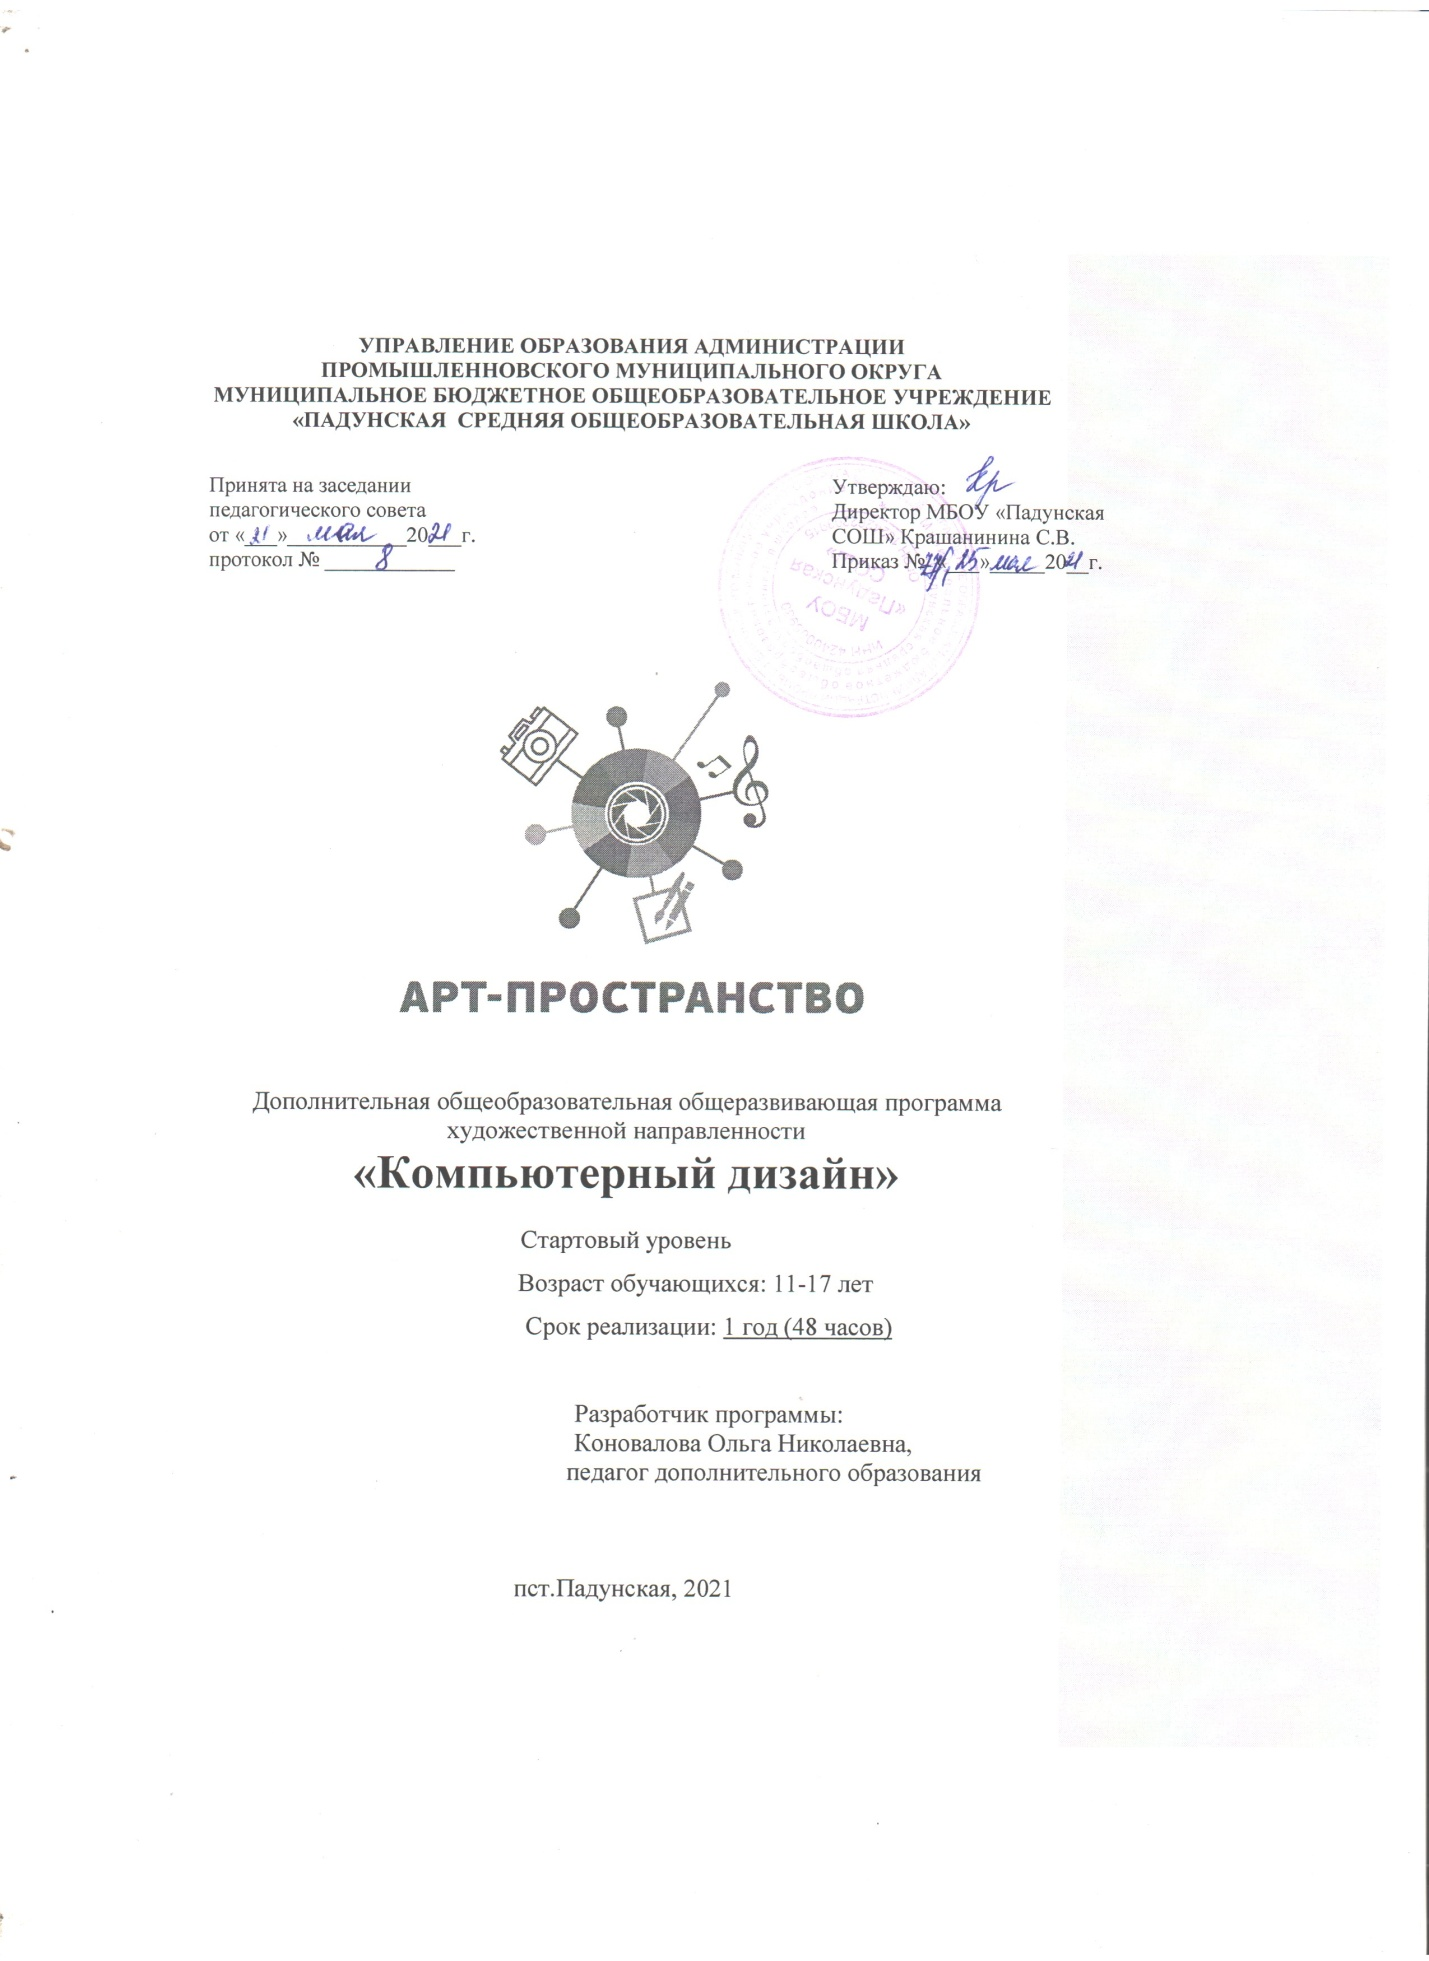 УПРАВЛЕНИЕ ОБРАЗОВАНИЯ АДМИНИСТРАЦИИ
ПРОМЫШЛЕННОВСКОГО МУНИЦИПАЛЬНОГО ОКРУГА
МУНИЦИПАЛЬНОЕ БЮДЖЕТНОЕ ОБЩЕОБРАЗОВАТЕЛЬНОЕ УЧРЕЖДЕНИЕ
«ПАДУНСКАЯ СРЕДНЯЯ ОБЩЕОБРАЗОВАТЕЛЬНАЯ ШКОЛА»
Принята на заседании
педагогического совета
от «21» мая 2021 г.
протокол № 8
Утверждаю:
Директор МБОУ «Падунская
СОШ» Крашанинина С.В.
Приказ № «25» мая 2021 г.
МБОУ
«Падунская
СОШ»
АРТ-ПРОСТРАНСТВО
Дополнительная общеобразовательная общеразвивающая программа
художественной направленности
«Компьютерный дизайн»
Стартовый уровень
Возраст обучающихся: 11-17 лет
Срок реализации: 1 год (48 часов)
Разработчик программы:
Коновалова Ольга Николаевна,
педагог дополнительного образования
пст.Падунская, 2021